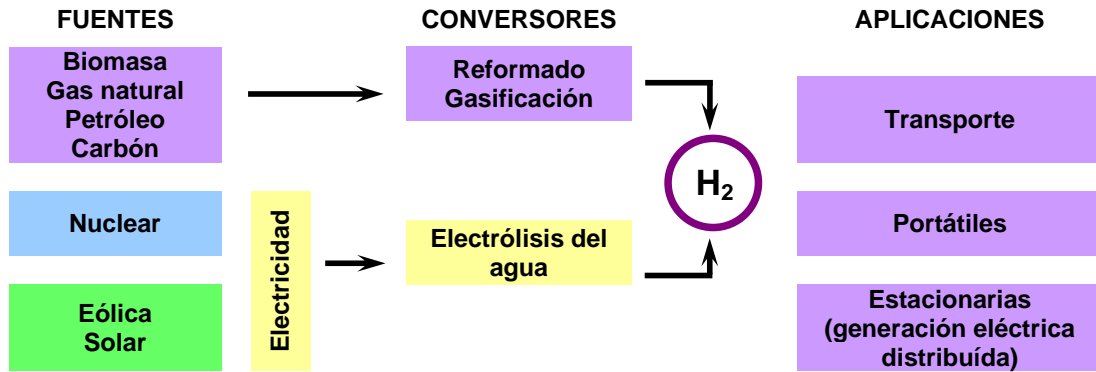 FUENTES
Biomasa
Gas natural
Petróleo
Carbón
Nuclear
Eólica
Solar
Electricidad
CONVERSORES
Reformado
Gasificación
Electrólisis del
agua
H₂
APLICACIONES
Transporte
Portátiles
Estacionarias
(generación eléctrica
distribuída)